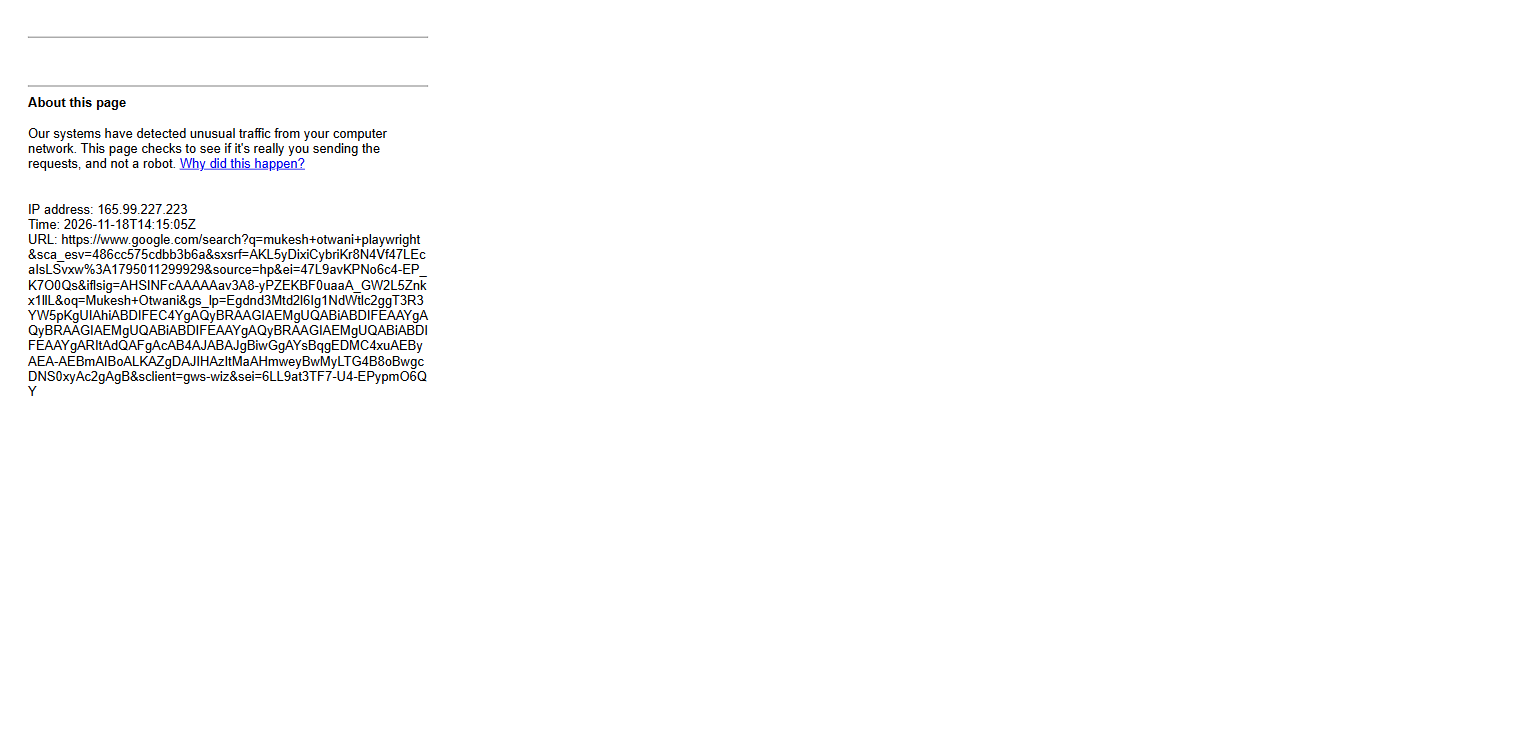 About this page
Our systems have detected unusual traffic from your computer
network. This page checks to see if it's really you sending the
requests, and not a robot. Why did this happen?
IP address: 165.99.227.223
Time: 2026-11-18T14:15:05Z
URL: https://www.google.com/search?q=mukesh+otwani+playwright
&sca_esv=486cc575cdbb3b6a&sxsrf=AKL5yDixiCybriKr8N4Vf47LEc
aIsLSvxw%3A1795011299929&source=hp&ei=47L9avKPNo6c4-EP_
K7O0Qs&iflsig=AHSINFcAAAAAav3A8-yPZEKBF0uaaA_GW2L5Znk
x1IlL&oq=Mukesh+Otwani&gs_lp=Egdnd3Mtd2l6Ig1NdWtlc2ggT3R3
YW5pKgUIAhiABDIFEC4YgAQyBRAAGIAEMgUQABiABDIFEAAYgA
QyBRAAGIAEMgUQABiABDIFEAAYgAQyBRAAGIAEMgUQABiABDI
FEAAYgARItAdQAFgAcAB4AJABAJgBiwGgAYsBqgEDMC4xuAEBy
AEA-AEBmAIBoALKAZgDAJIHAzItMaAHmweyBwMyLTG4B8oBwgc
DNS0xyAc2gAgB&sclient=gws-wiz&sei=6LL9at3TF7-U4-EPypmO6Q
Y